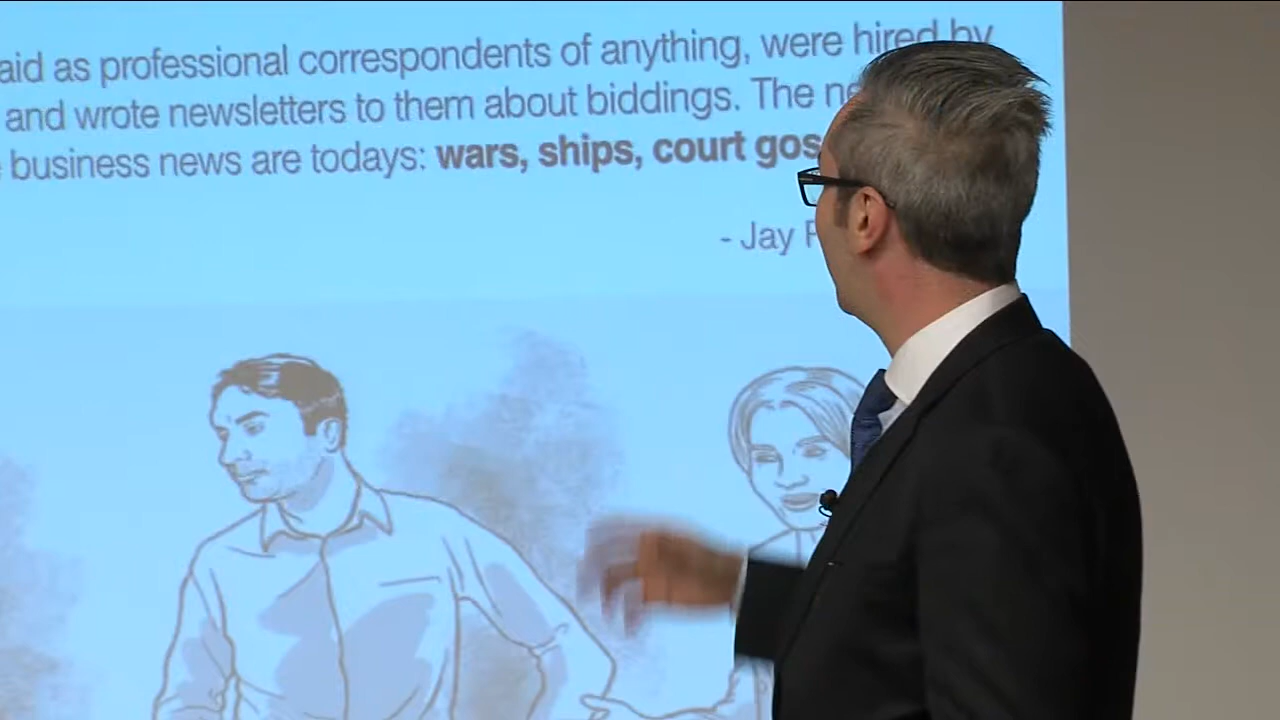 aid as professional correspondents of anything, were hired by
and wrote newsletters to them about biddings. The
business news are todays: wars, ships, court
- Jay